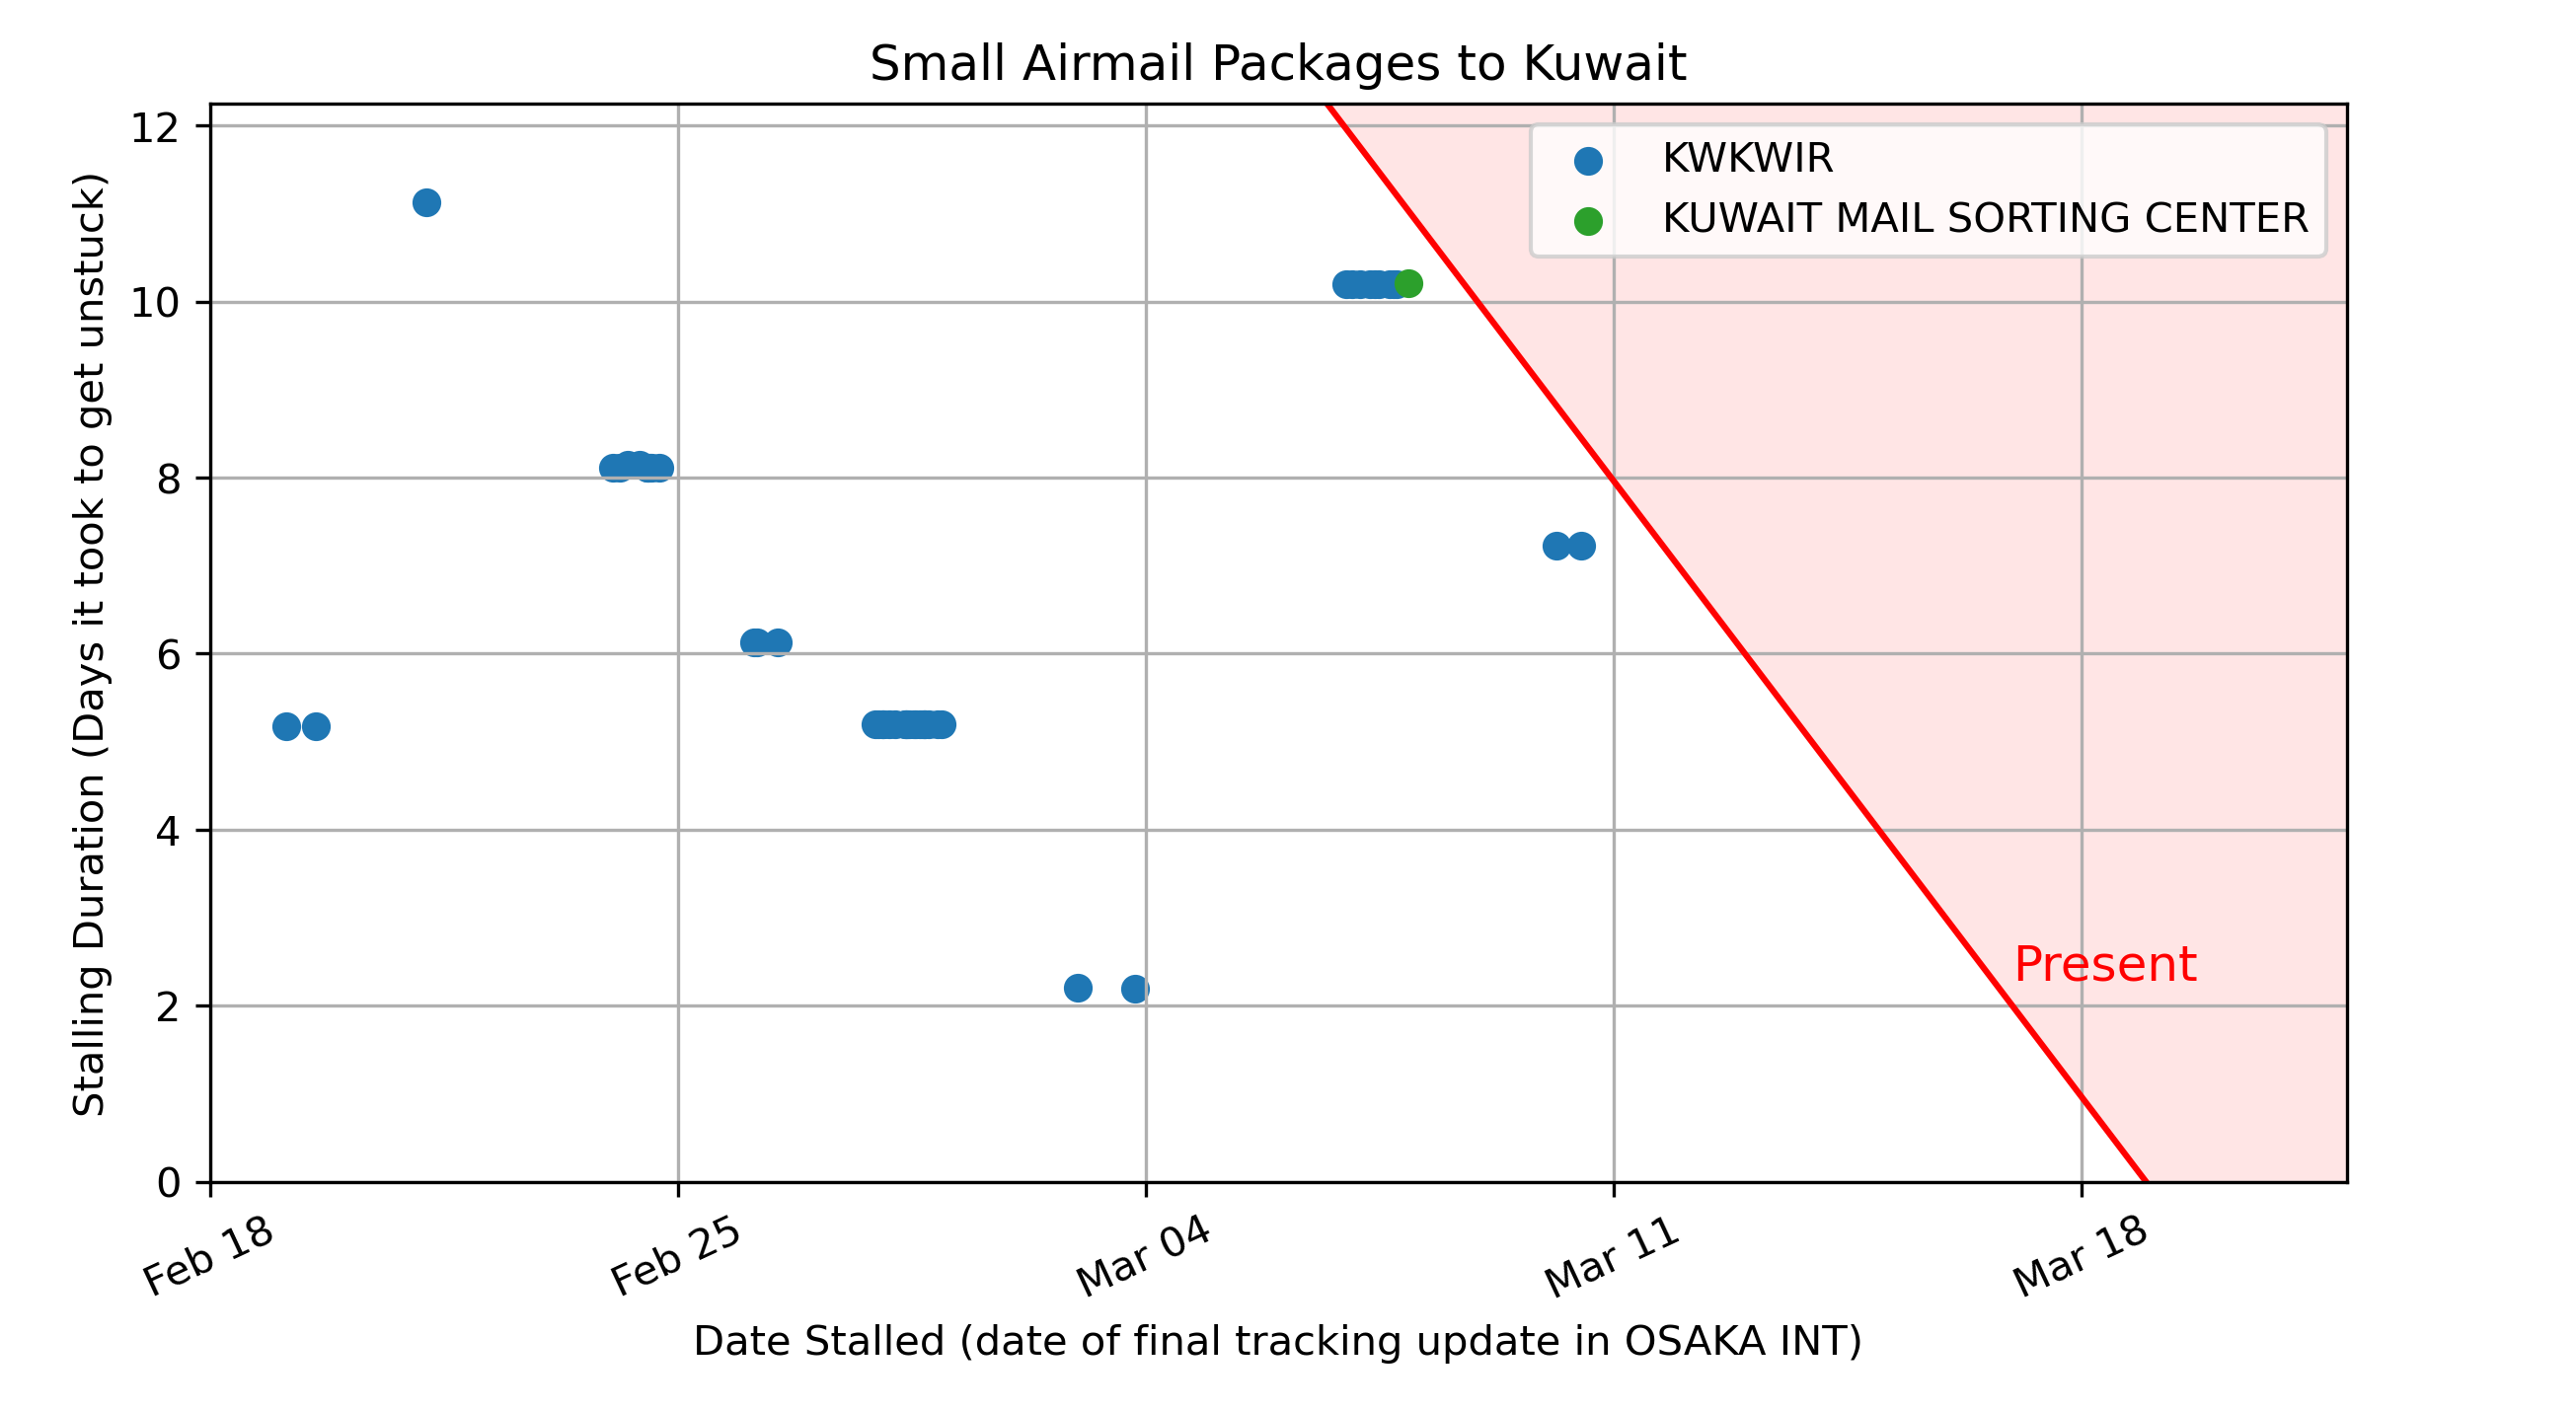 Small Airmail Packages to Kuwait
Stalling Duration (Days it took to get unstuck)
12
10
8
6
4
2
0
KWKWIR
KUWAIT MAIL SORTING CENTER
Present
Feb 18
Feb 25
Mar 04
Mar 11
Mar 18
Date Stalled (date of final tracking update in OSAKA INT)